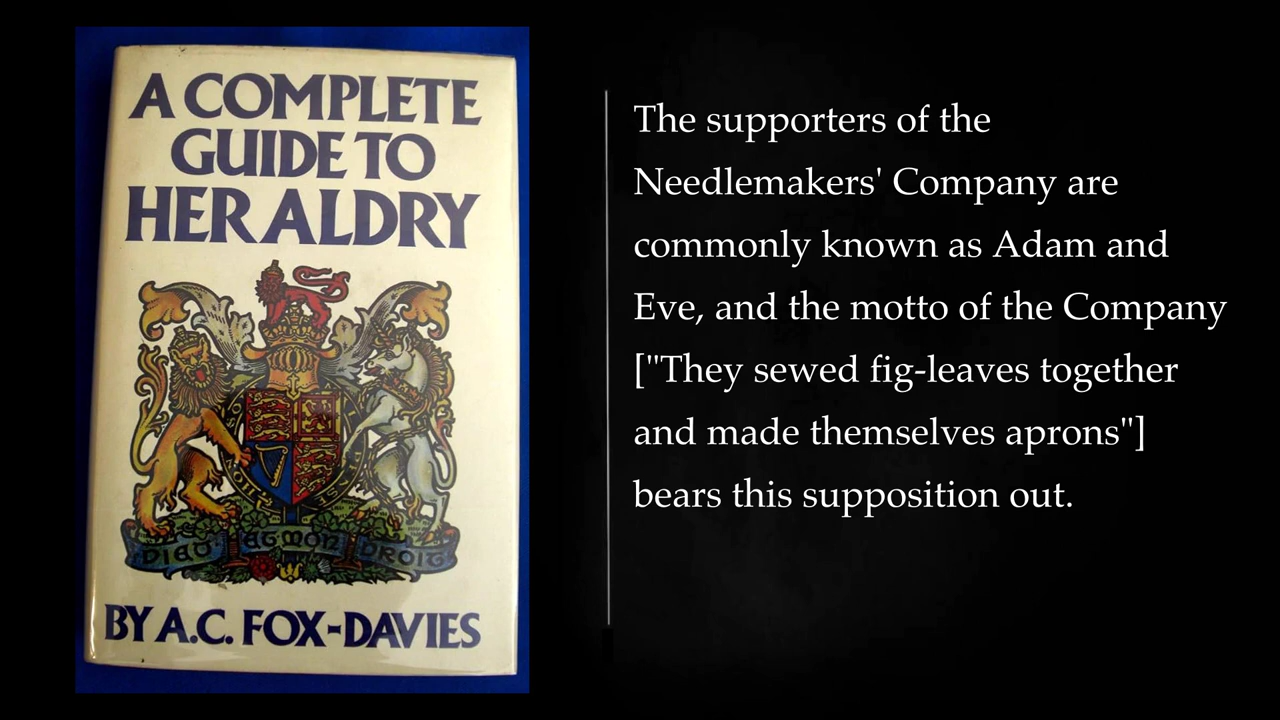 A COMPLETE
GUIDE TO
HERALDRY
DIEU ET MON DROIT
BY A.C. FOX-DAVIES
The supporters of the
Needlemakers' Company are
commonly known as Adam and
Eve, and the motto of the Company
["They sewed fig-leaves together
and made themselves aprons"]
bears this supposition out.